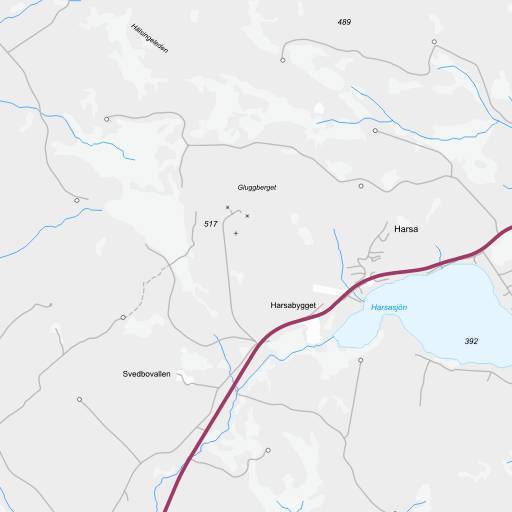 489
Hälsingeleden
Gluggberget
517
Harsa
Harsabygget
Harsasjön
392
Svedbovallen